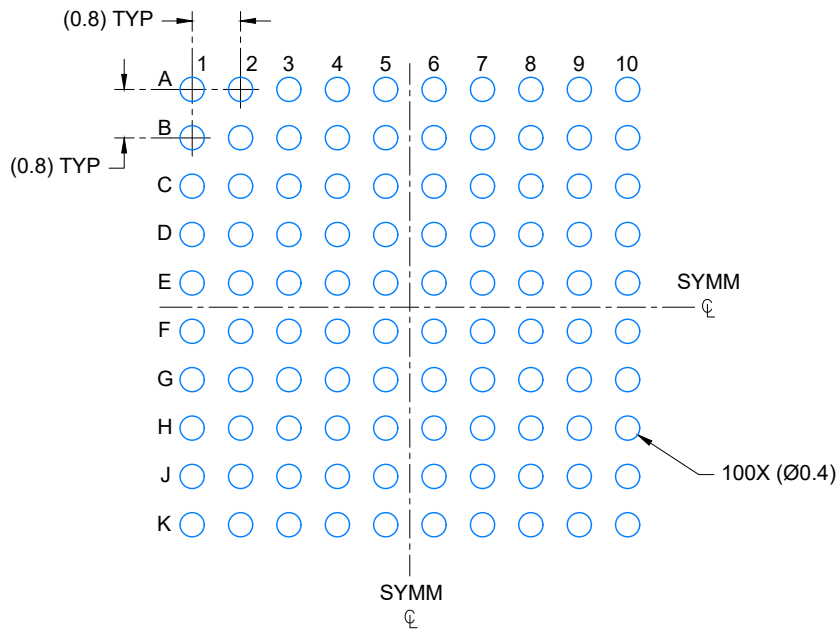 (0.8) TYP
1 2 3 4 5 6 7 8 9 10
A
B
(0.8) TYP
C
D
E
SYMM
℄
F
G
H
J
100X (Ø0.4)
K
SYMM
℄